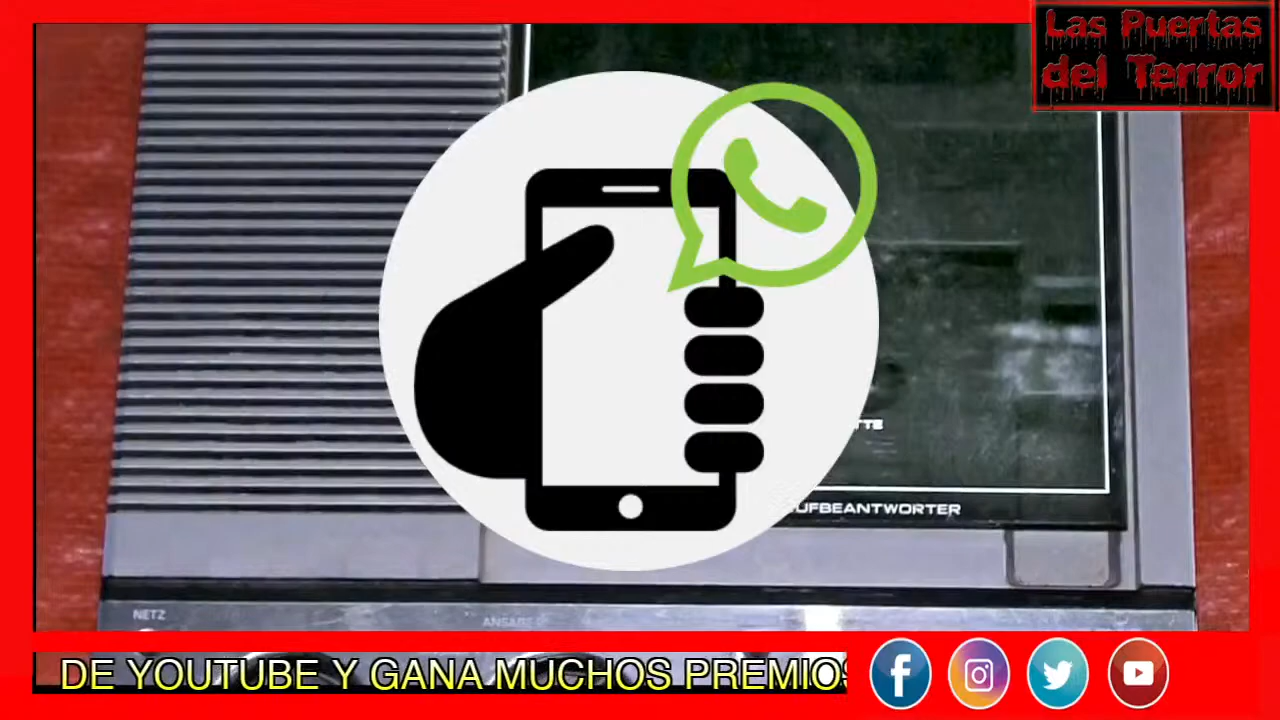 Las Puertas
del Terror
UFBEANTWORTER
NETZ
DE YOUTUBE Y GANA MUCHOS PREMIOS